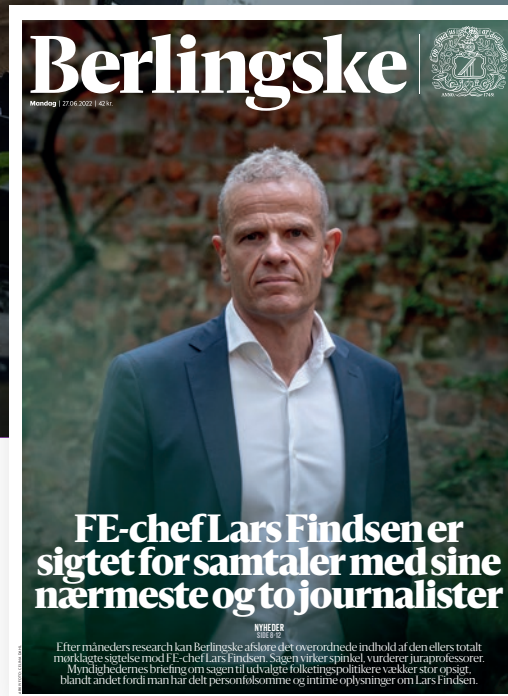 Berlingske
Mandag | 27.06.2022 | 42 kr.
ANNO 1749
FE-chef Lars Findsen er
sigtet for samtaler med sine
nærmeste og to journalister
NYHEDER
SIDE 8-12
Efter måneders research kan Berlingske afsløre det overordnede indhold af den ellers totalt
mørklagte sigtelse mod FE-chef Lars Findsen. Sagen virker spinkel, vurderer juraprofessorer.
Myndighedernes briefing om sagen til udvalgte folketingspolitikere vækker stor opsigt,
blandt andet fordi man har delt personfølsomme og intime oplysninger om Lars Findsen.